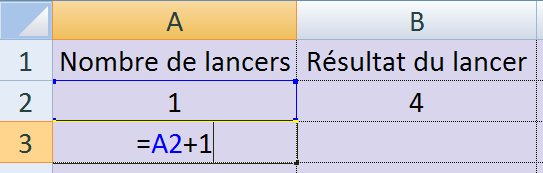 A B
1 Nombre de lancers Résultat du lancer
2 1 4
3 =A2+1